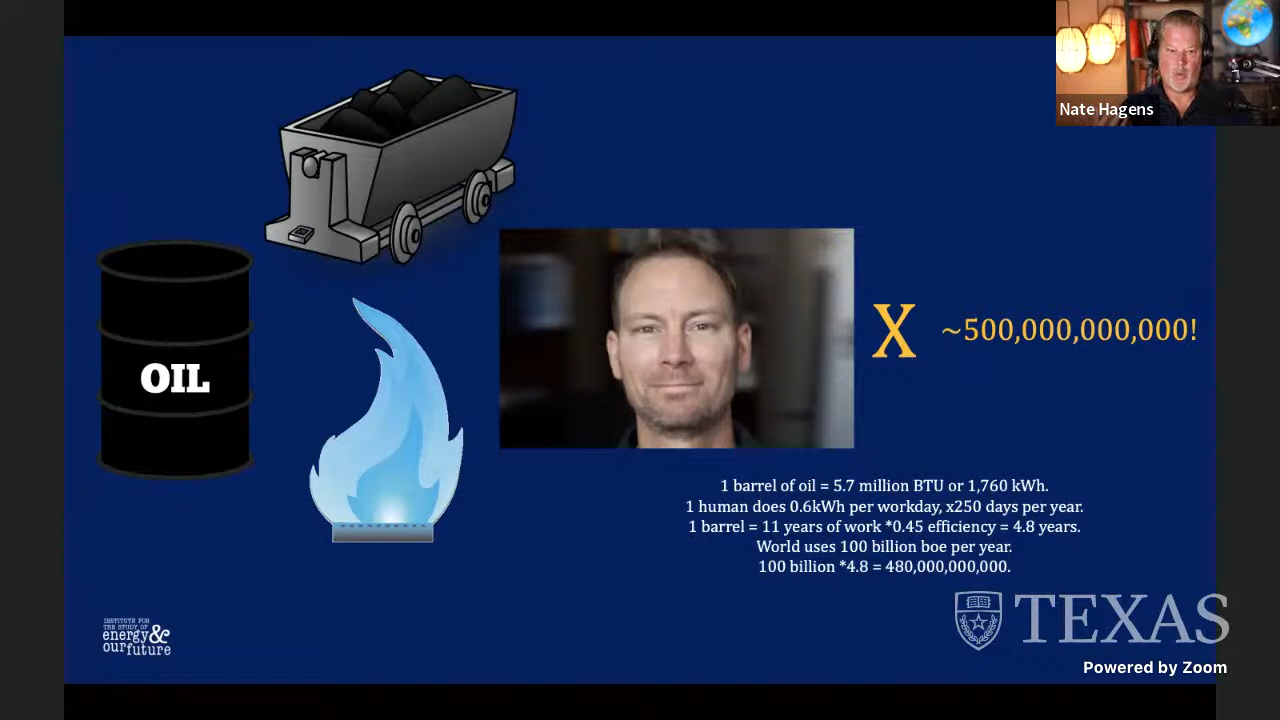 Nate Hagens
OIL
X ~500,000,000,000!
1 barrel of oil = 5.7 million BTU or 1,760 kWh.
1 human does 0.6kWh per workday, x250 days per year.
1 barrel = 11 years of work *0.45 efficiency = 4.8 years.
World uses 100 billion boe per year.
100 billion *4.8 = 480,000,000,000.
INSTITUTE FOR
THE STUDY OF
energy&
ourfuture
TEXAS
Powered by Zoom